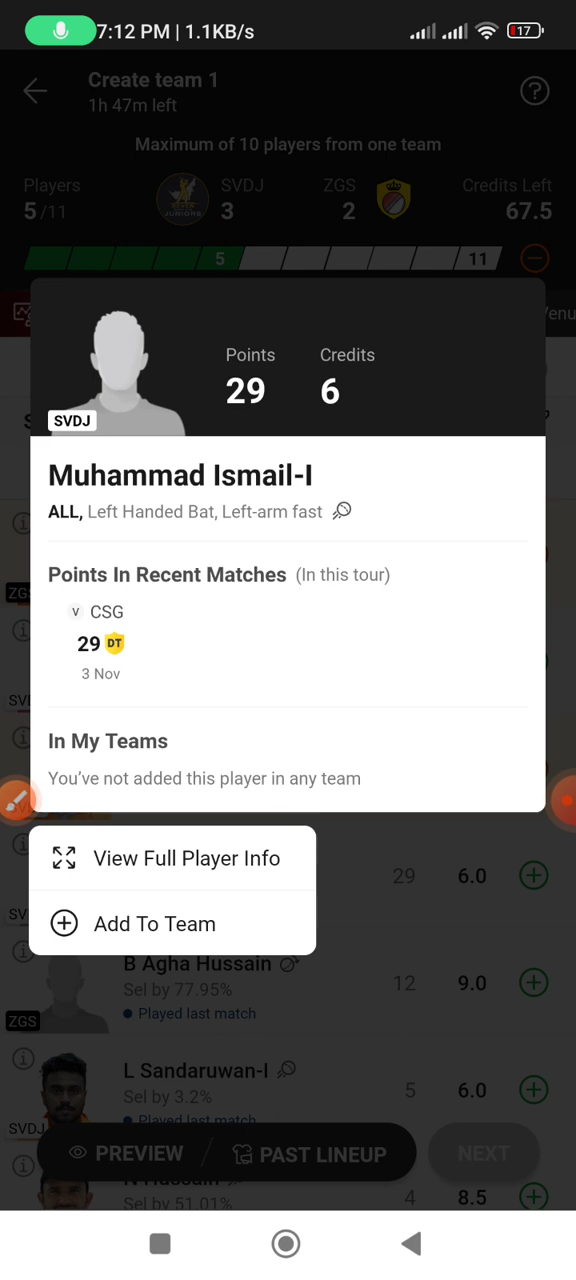 7:12 PM | 1.1KB/s
17
Create team 1
1h 47m left
Maximum of 10 players from one team
Players
5/11
SVDJ
3
ZGS
2
Credits Left
67.5
5
11
Points
29
Credits
6
SVDJ
Muhammad Ismail-I
ALL, Left Handed Bat, Left-arm fast
Points In Recent Matches (In this tour)
v CSG
29 DT
3 Nov
In My Teams
You've not added this player in any team
View Full Player Info
29
6.0
Add To Team
B Agha Hussain
Sel by 77.95%
12
9.0
Played last match
ZGS
L Sandaruwan-I
Sel by 3.2%
5
6.0
Played last match
SVDJ
PREVIEW
PAST LINEUP
NEXT
Sel by 51.01%
4
8.5